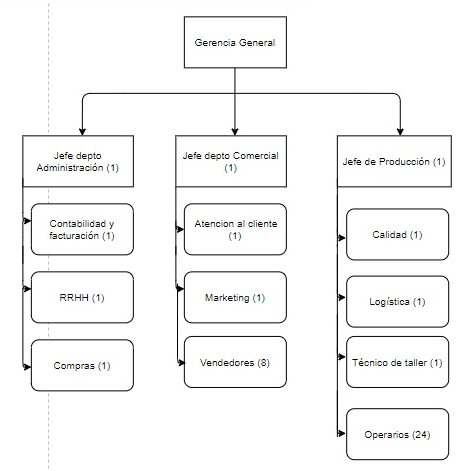 Gerencia General
Jefe depto
Administración (1)
Jefe depto Comercial
(1)
Jefe de Producción (1)
Contabilidad y
facturación (1)
Atencion al cliente
(1)
Calidad (1)
RRHH (1)
Marketing (1)
Logística (1)
Compras (1)
Vendedores (8)
Técnico de taller (1)
Operarios (24)